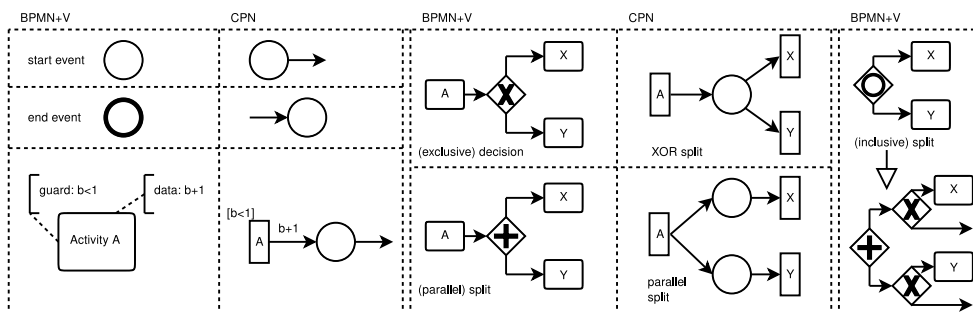 BPMN+V
CPN
BPMN+V
CPN
BPMN+V
start event
end event
guard: b<1
data: b+1
Activity A
[b<1]
A
b+1
A
X
X
Y
(exclusive) decision
A
X
Y
XOR split
A
X
+
Y
(parallel) split
A
X
Y
parallel
split
X
Y
(inclusive) split
+
X
X
X
Y